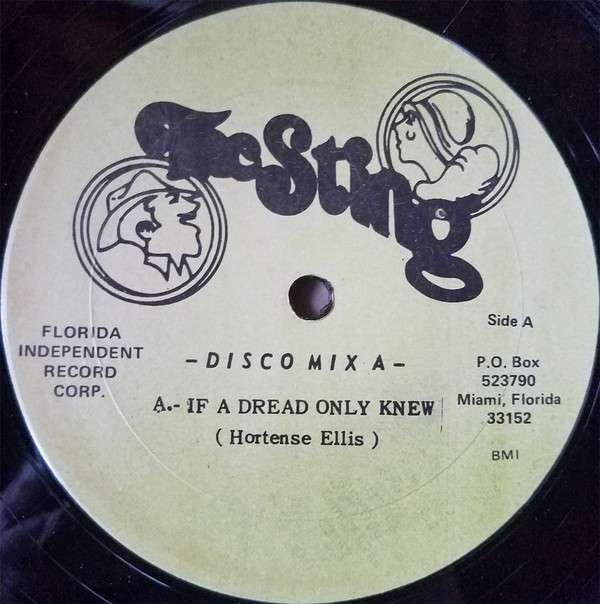 The Sting
Side A
FLORIDA
INDEPENDENT
RECORD
CORP.
- DISCO MIX A -
A.- IF A DREAD ONLY KNEW
( Hortense Ellis )
P.O. Box
523790
Miami, Florida
33152
BMI